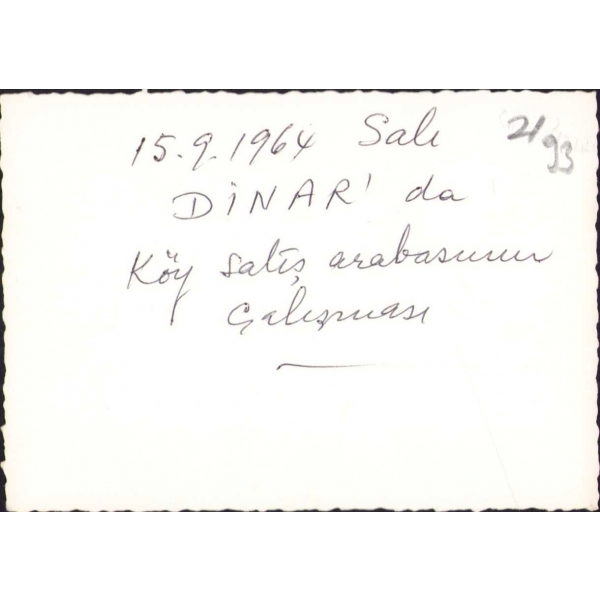 15.9.1964 Salı
21/93
DİNAR' da
Köy satış arabasının
çalışması